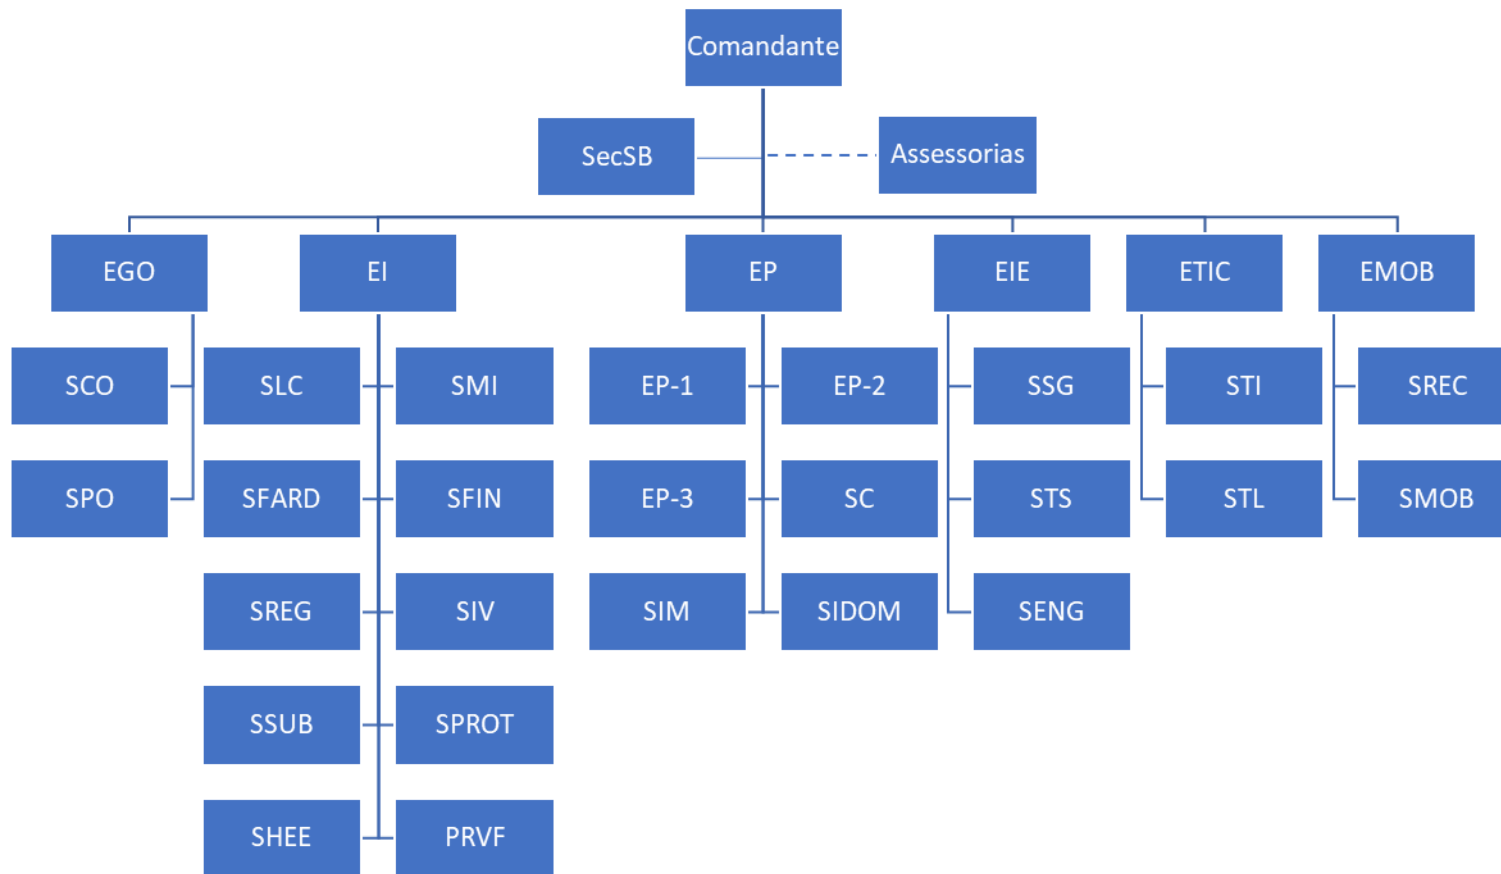 Comandante
SecSB
Assessorias
EGO
EI
EP
EIE
ETIC
EMOB
SCO
SLC
SMI
EP-1
EP-2
SSG
STI
SREC
SPO
SFARD
SFIN
EP-3
SC
STS
STL
SMOB
SREG
SIV
SIM
SIDOM
SENG
SSUB
SPROT
SHEE
PRVF